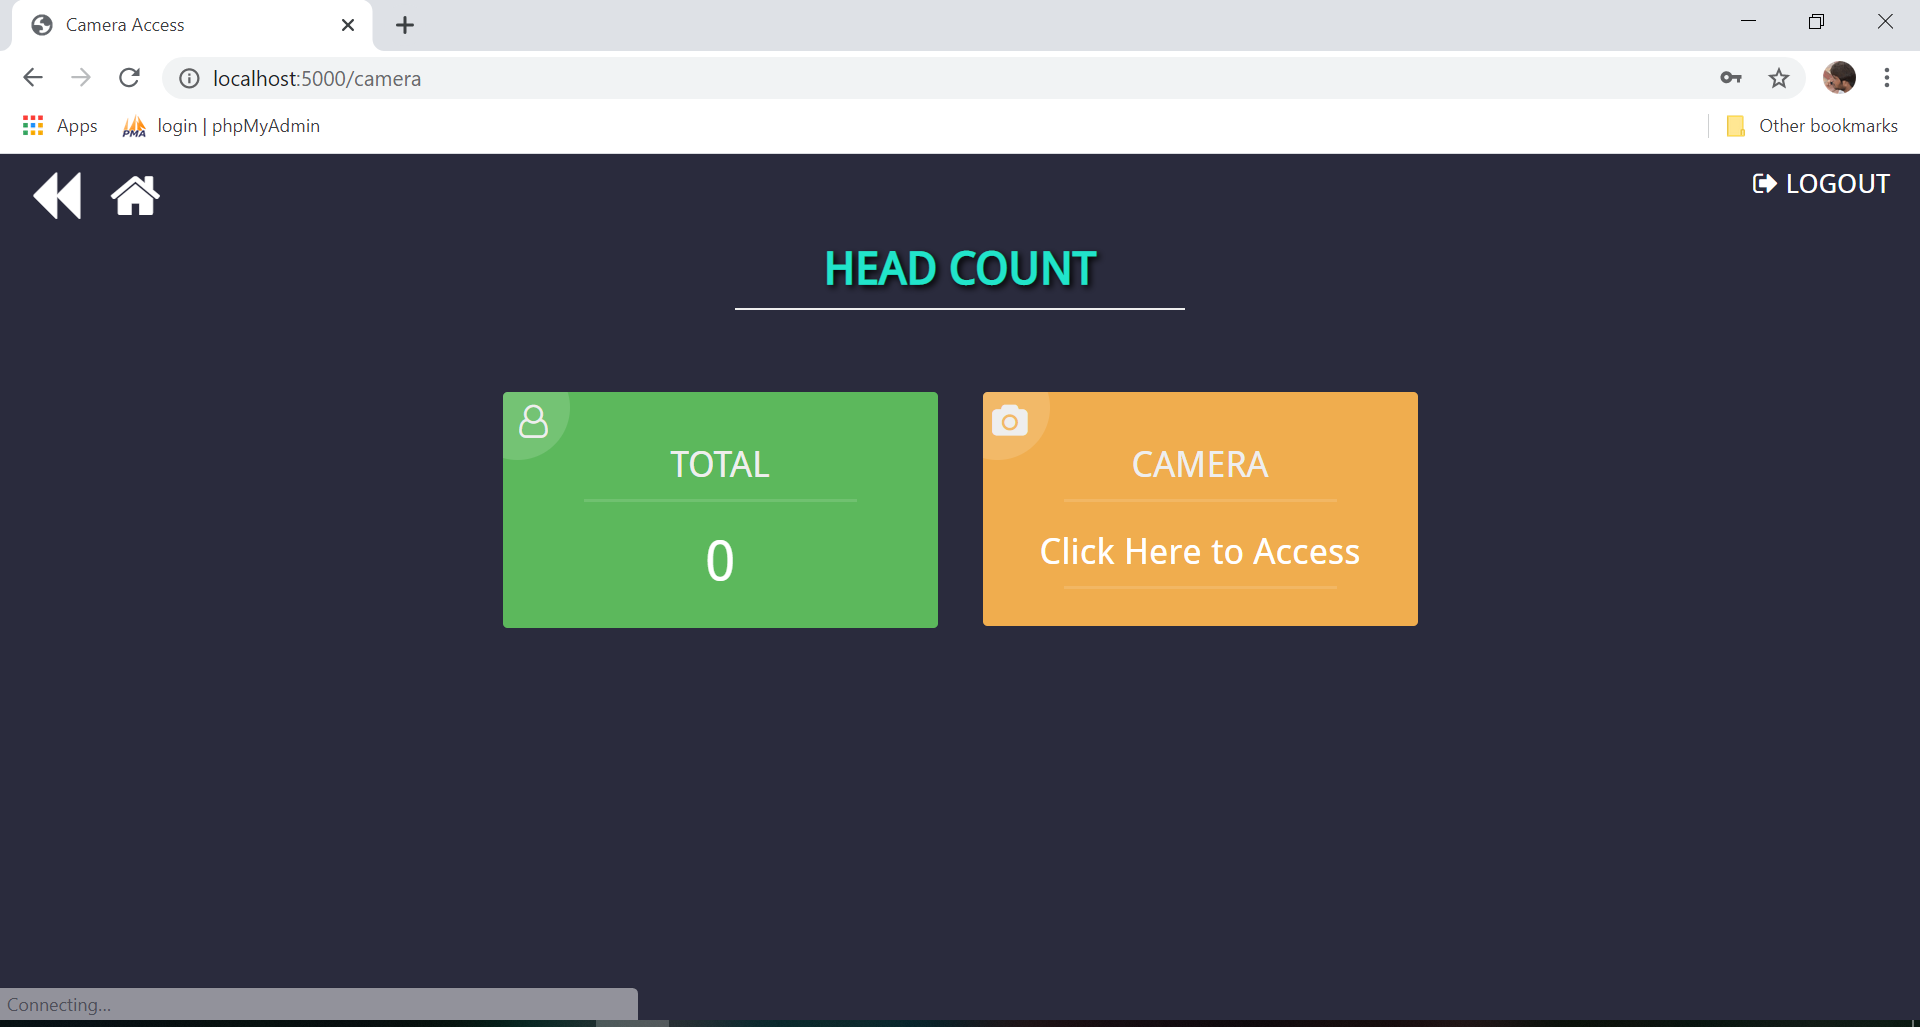 Camera Access
localhost:5000/camera
Apps
PMA
login | phpMyAdmin
Other bookmarks
LOGOUT
HEAD COUNT
TOTAL
0
CAMERA
Click Here to Access
Connecting...